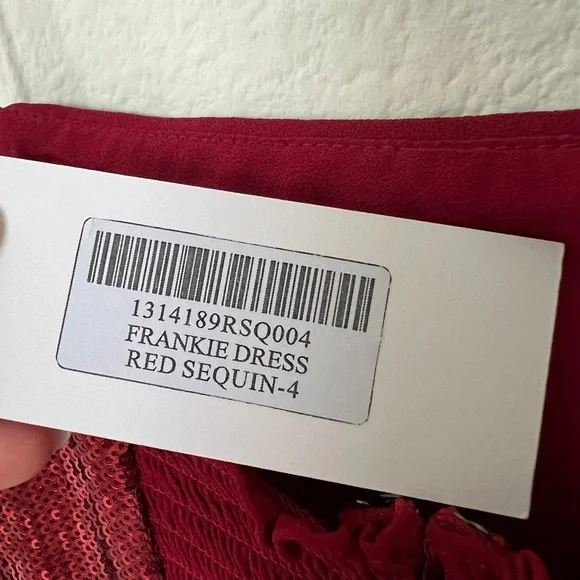 1314189RSQ004
FRANKIE DRESS
RED SEQUIN-4